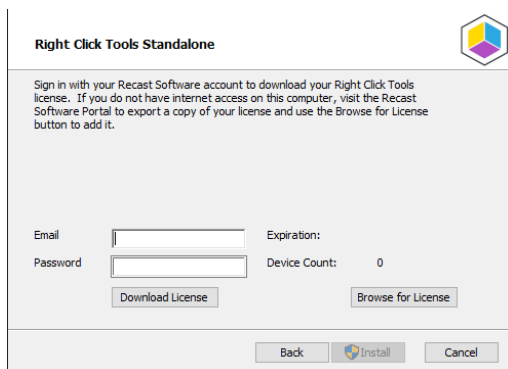 Right Click Tools Standalone
Sign in with your Recast Software account to download your Right Click Tools
license. If you do not have internet access on this computer, visit the Recast
Software Portal to export a copy of your license and use the Browse for License
button to add it.
Email
Expiration:
Password
Device Count: 0
Download License
Browse for License
Back
Install
Cancel